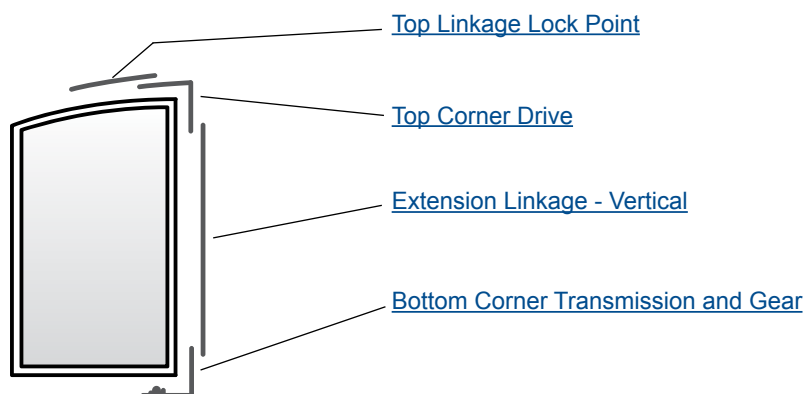 Top Linkage Lock Point
Top Corner Drive
Extension Linkage - Vertical
Bottom Corner Transmission and Gear